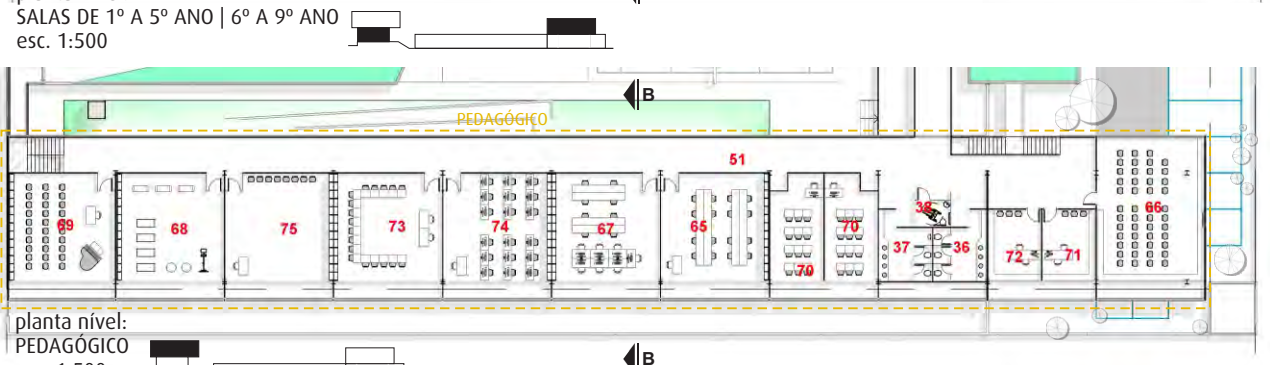 SALAS DE 1º A 5º ANO | 6º A 9º ANO
esc. 1:500
B
PEDAGÓGICO
51
69
68
75
73
74
67
65
70
70
38
37
36
72
71
66
planta nível:
PEDAGÓGICO
B